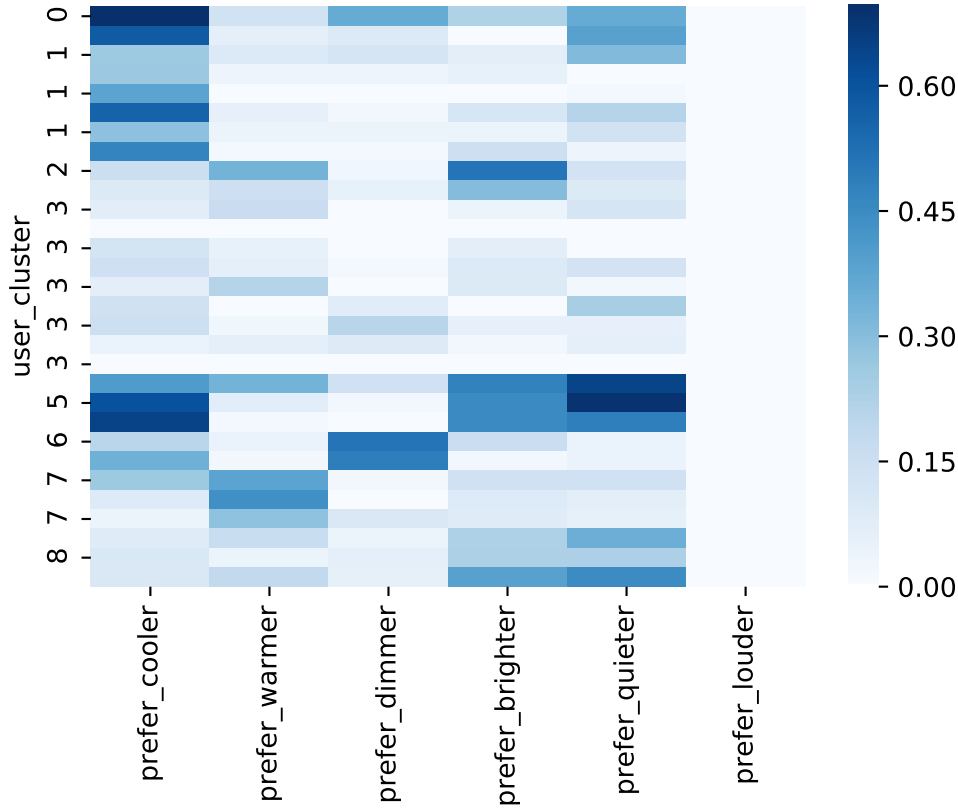 user_cluster
0
1
1
1
2
3
3
3
3
3
5
6
7
7
8
prefer_cooler
prefer_warmer
prefer_dimmer
prefer_brighter
prefer_quieter
prefer_louder
0.60
0.45
0.30
0.15
0.00